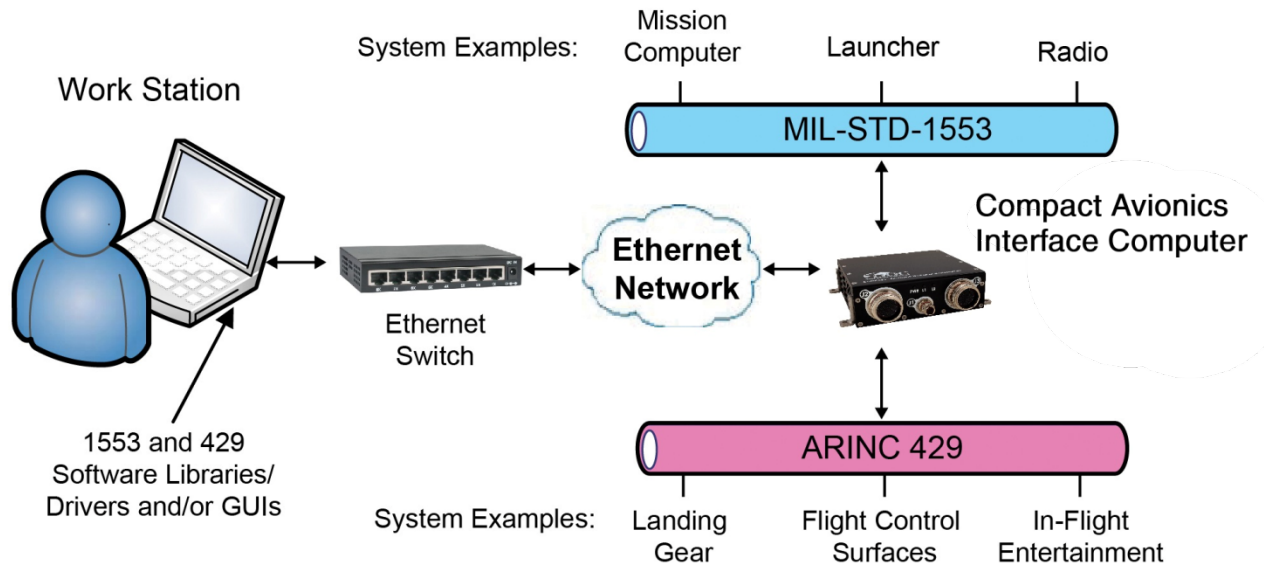 System Examples:
Mission
Computer
Launcher
Radio
MIL-STD-1553
Work Station
Compact Avionics
Interface Computer
Ethernet
Network
Ethernet
Switch
1553 and 429
Software Libraries/
Drivers and/or GUIs
ARINC 429
System Examples:
Landing
Gear
Flight Control
Surfaces
In-Flight
Entertainment